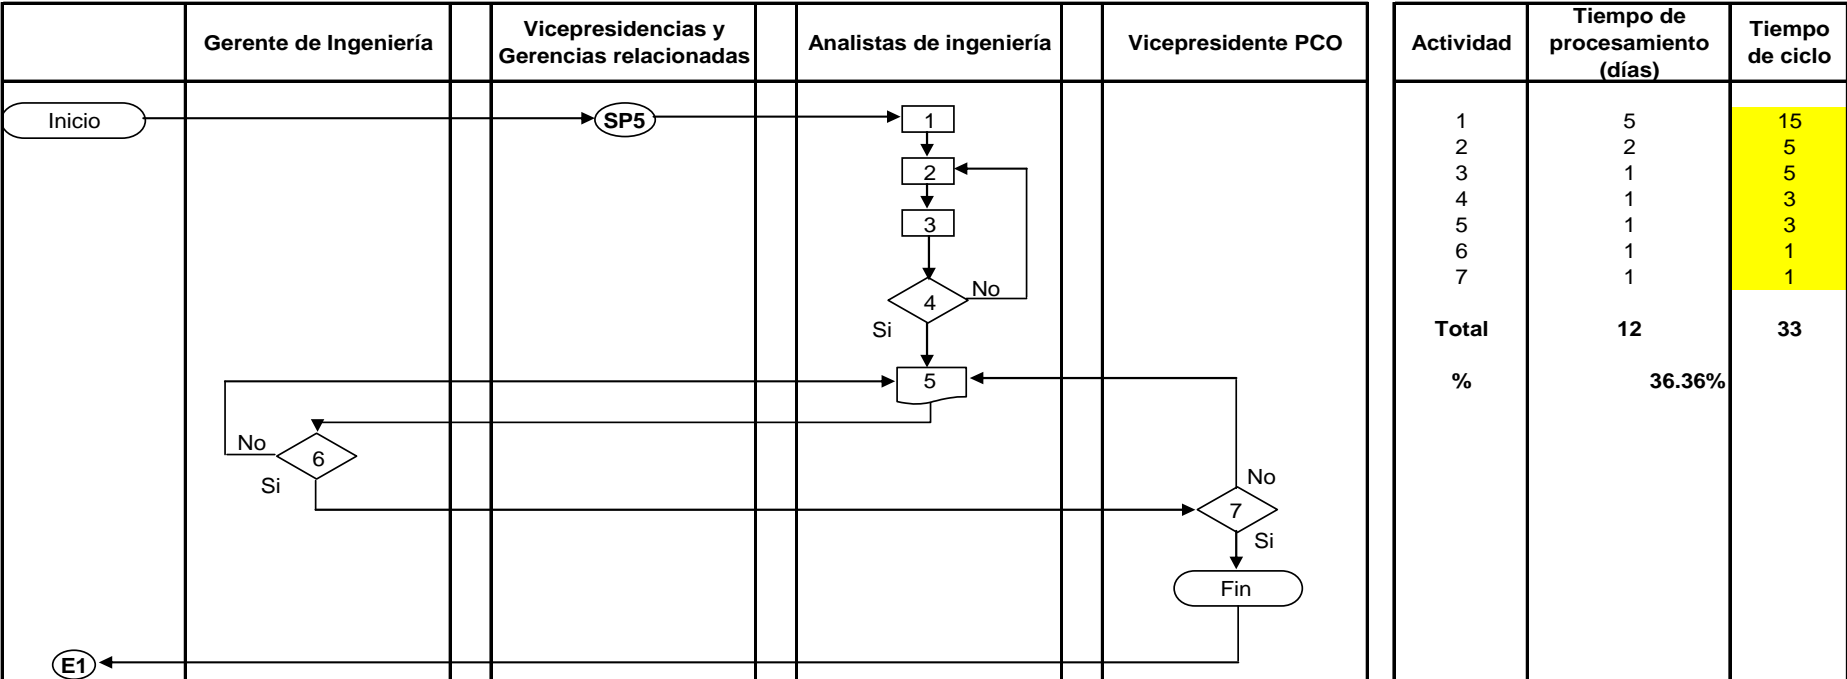 Gerente de Ingeniería
Vicepresidencias y
Gerencias relacionadas
Analistas de ingeniería
Vicepresidente PCO
Actividad
Tiempo de
procesamiento
(días)
Tiempo
de ciclo
Inicio
SP5
1
2
3
4
No
Si
5
No
6
Si
No
7
Si
Fin
E1
1 5 15
2 2 5
3 1 5
4 1 3
5 1 3
6 1 1
7 1 1
Total 12 33
% 36.36%